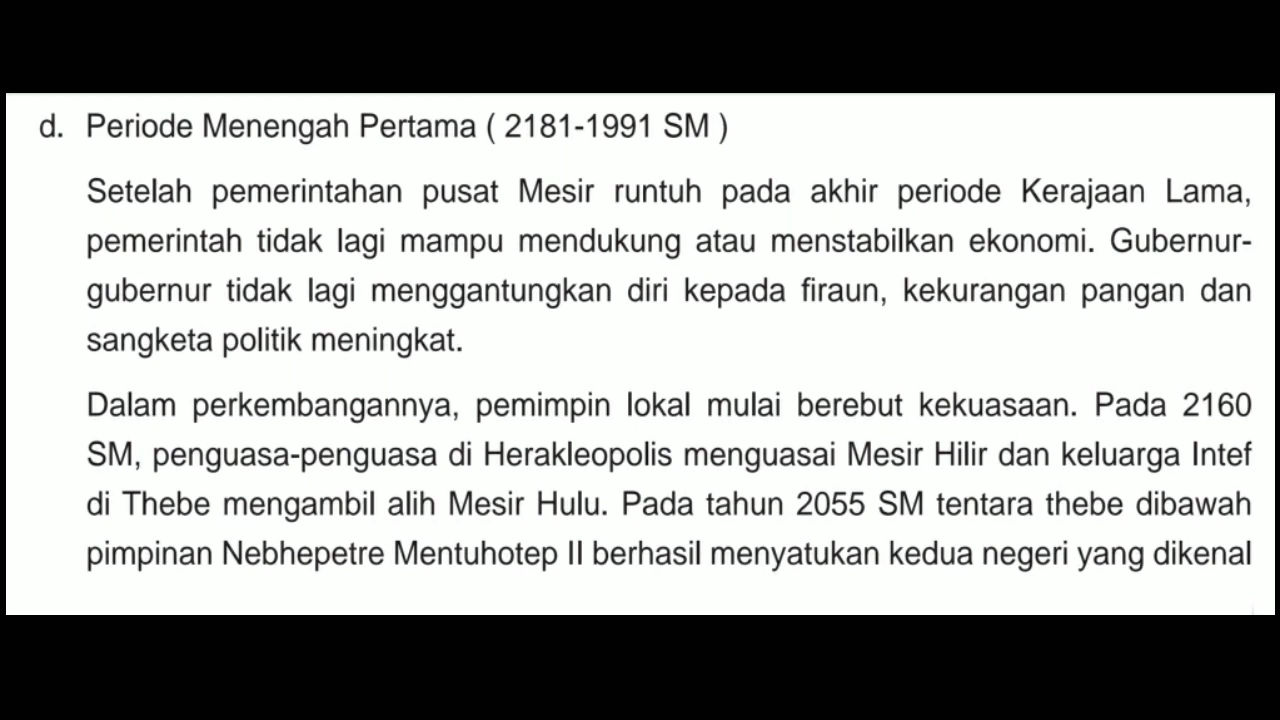 d. Periode Menengah Pertama ( 2181-1991 SM )
Setelah pemerintahan pusat Mesir runtuh pada akhir periode Kerajaan Lama,
pemerintah tidak lagi mampu mendukung atau menstabilkan ekonomi. Gubernur-
gubernur tidak lagi menggantungkan diri kepada firaun, kekurangan pangan dan
sangketa politik meningkat.
Dalam perkembangannya, pemimpin lokal mulai berebut kekuasaan. Pada 2160
SM, penguasa-penguasa di Herakleopolis menguasai Mesir Hilir dan keluarga Intef
di Thebe mengambil alih Mesir Hulu. Pada tahun 2055 SM tentara thebe dibawah
pimpinan Nebhepetre Mentuhotep II berhasil menyatukan kedua negeri yang dikenal